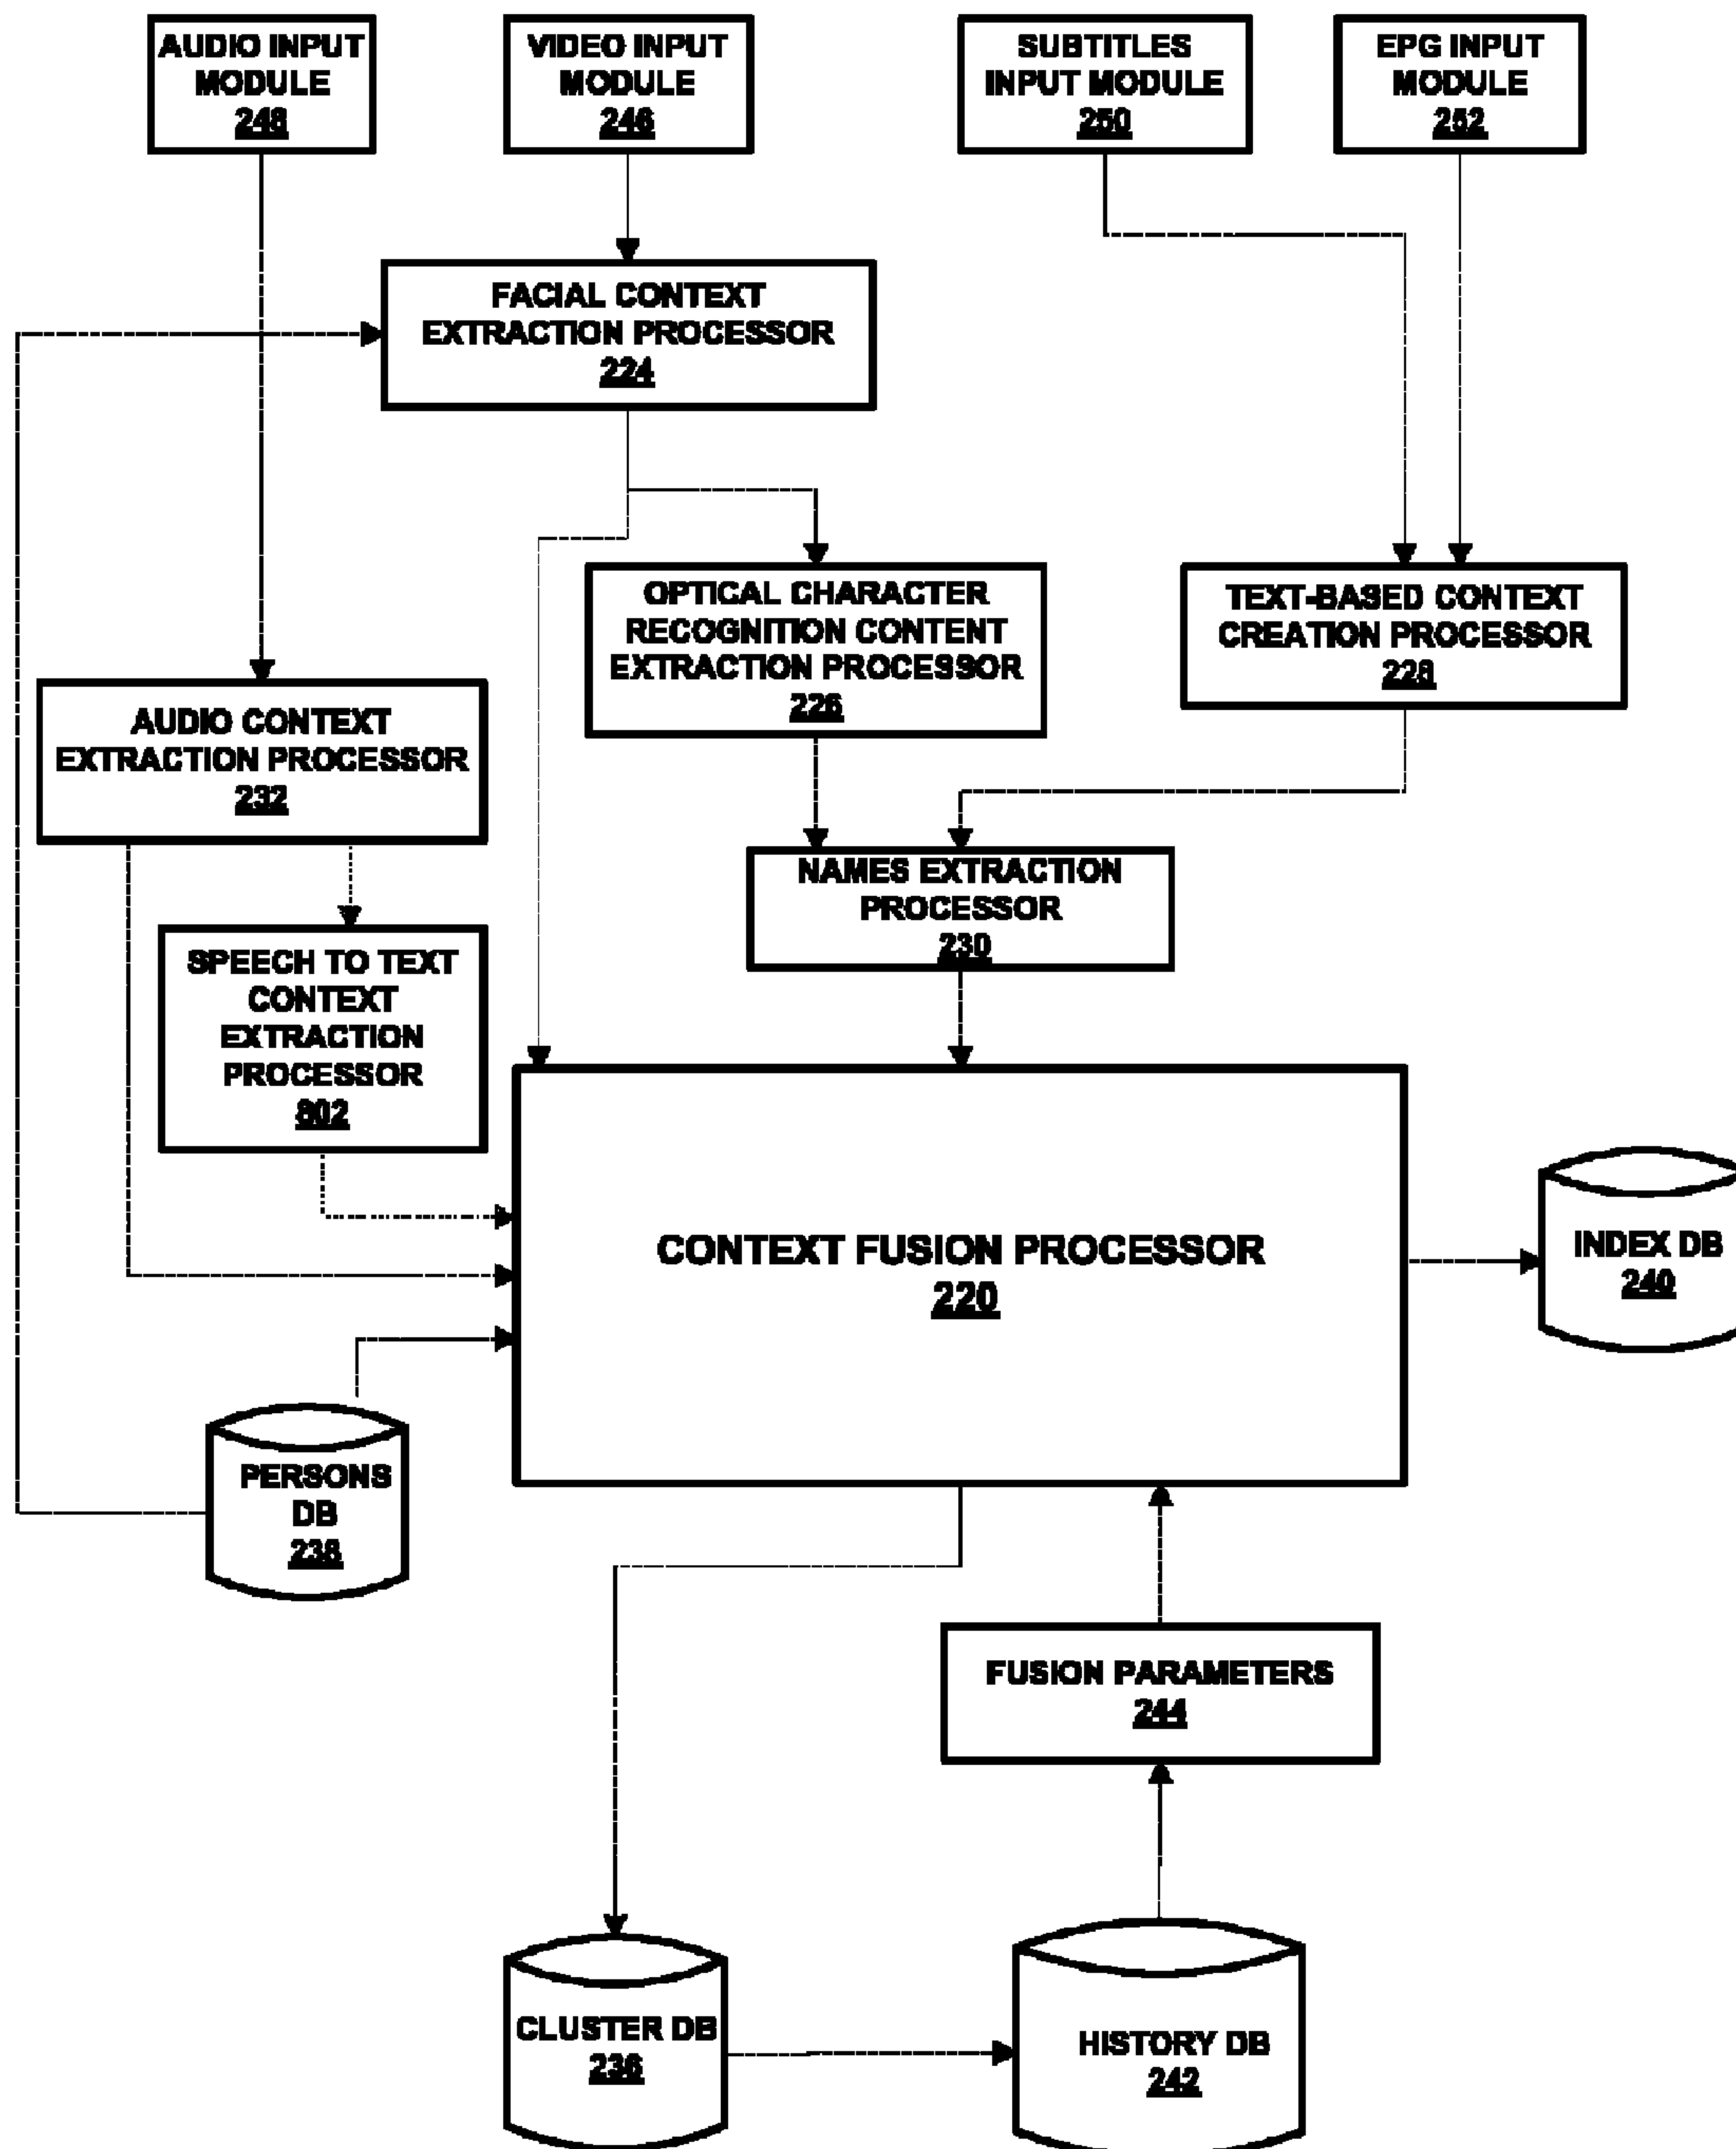 AUDIO INPUT
MODULE
248
VIDEO INPUT
MODULE
246
SUBTITLES
INPUT MODULE
250
EPG INPUT
MODULE
252
FACIAL CONTEXT
EXTRACTION PROCESSOR
224
OPTICAL CHARACTER
RECOGNITION CONTENT
EXTRACTION PROCESSOR
226
TEXT-BASED CONTEXT
CREATION PROCESSOR
228
AUDIO CONTEXT
EXTRACTION PROCESSOR
232
NAMES EXTRACTION
PROCESSOR
230
SPEECH TO TEXT
CONTEXT
EXTRACTION
PROCESSOR
802
CONTEXT FUSION PROCESSOR
220
INDEX DB
240
PERSONS
DB
238
FUSION PARAMETERS
244
CLUSTER DB
236
HISTORY DB
242